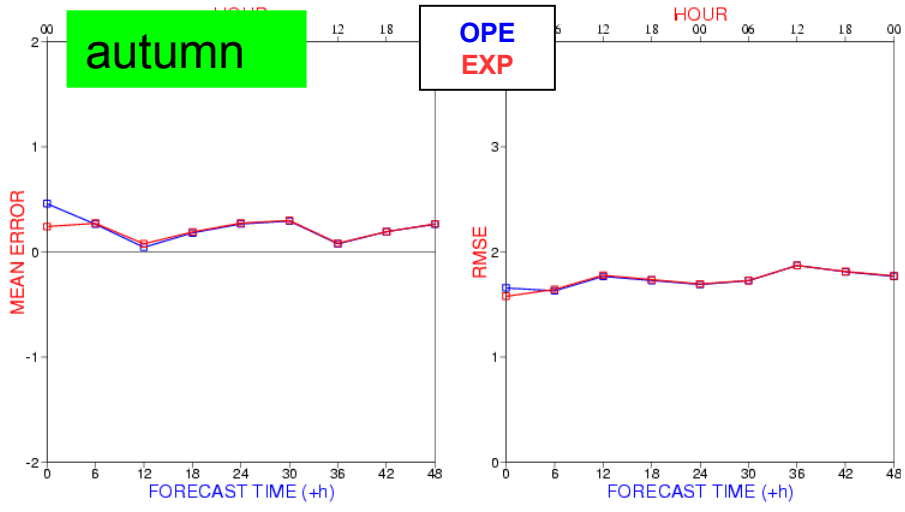 HOUR
00 12 18 00
autumn
2
1
0
-1
-2
MEAN ERROR
0 6 12 18 24 30 36 42 48
FORECAST TIME (+h)
OPE
EXP
HOUR
6 12 18 00 06 12 18 00
3
2
1
0
RMSE
0 6 12 18 24 30 36 42 48
FORECAST TIME (+h)